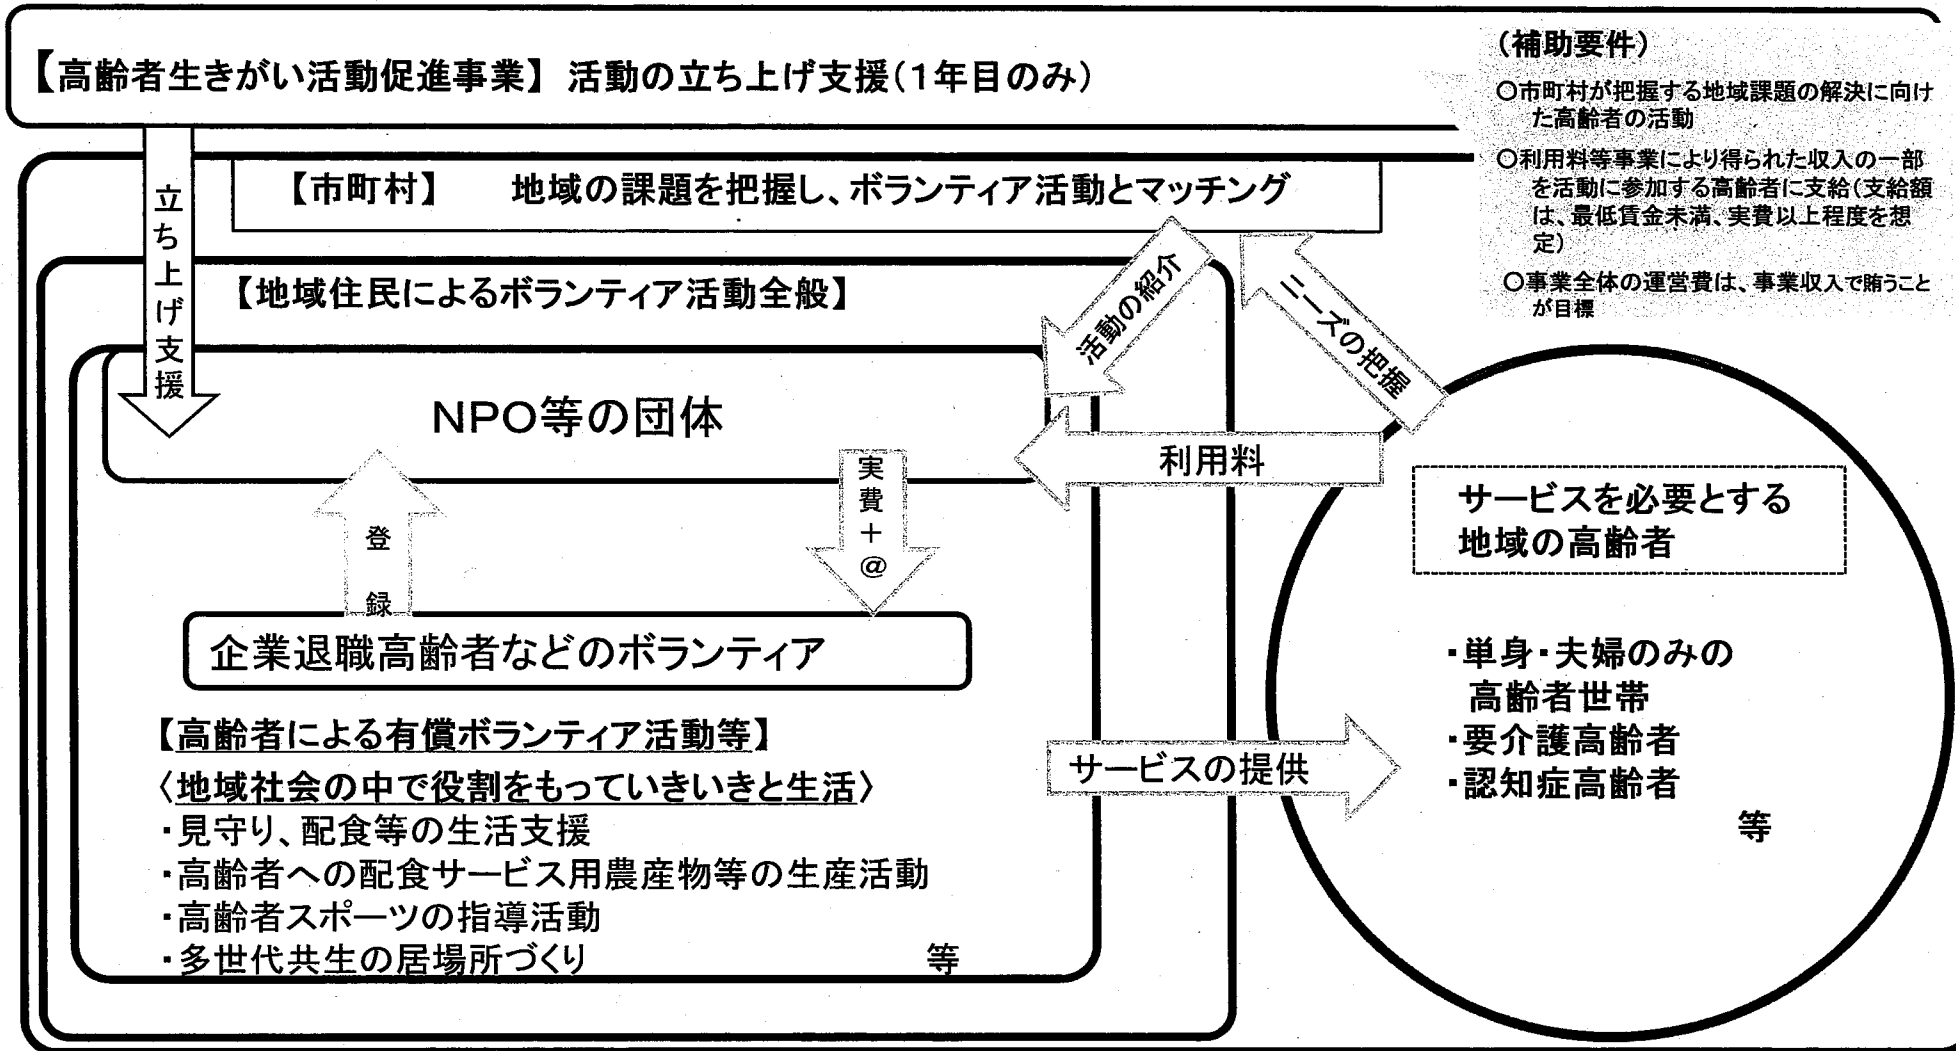 【高齢者生きがい活動促進事業】 活動の立ち上げ支援(1年目のみ)
(補助要件)
○市町村が把握する地域課題の解決に向け
た高齢者の活動
○利用料等事業により得られた収入の一部
を活動に参加する高齢者に支給(支給額
は、最低賃金未満、実費以上程度を想
定)
○事業全体の運営費は、事業収入で賄うこと
が目標
立ち上げ支援
【市町村】 地域の課題を把握し、ボランティア活動とマッチング
【地域住民によるボランティア活動全般】
活動の紹介
ニーズの把握
NPO等の団体
利用料
登録
実費+@
企業退職高齢者などのボランティア
【高齢者による有償ボランティア活動等】
〈地域社会の中で役割をもっていきいきと生活〉
・見守り、配食等の生活支援
・高齢者への配食サービス用農産物等の生産活動
・高齢者スポーツの指導活動
・多世代共生の居場所づくり 等
サービスの提供
サービスを必要とする
地域の高齢者
・単身・夫婦のみの
高齢者世帯
・要介護高齢者
・認知症高齢者
等